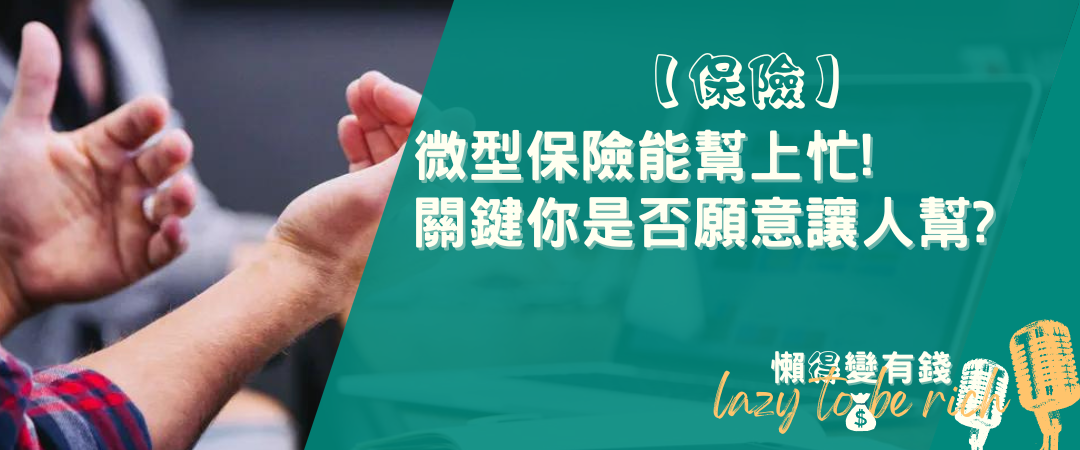 【保險】
微型保險能幫上忙!
關鍵你是否願意讓人幫?
懶得變有錢
lazy to be rich
$